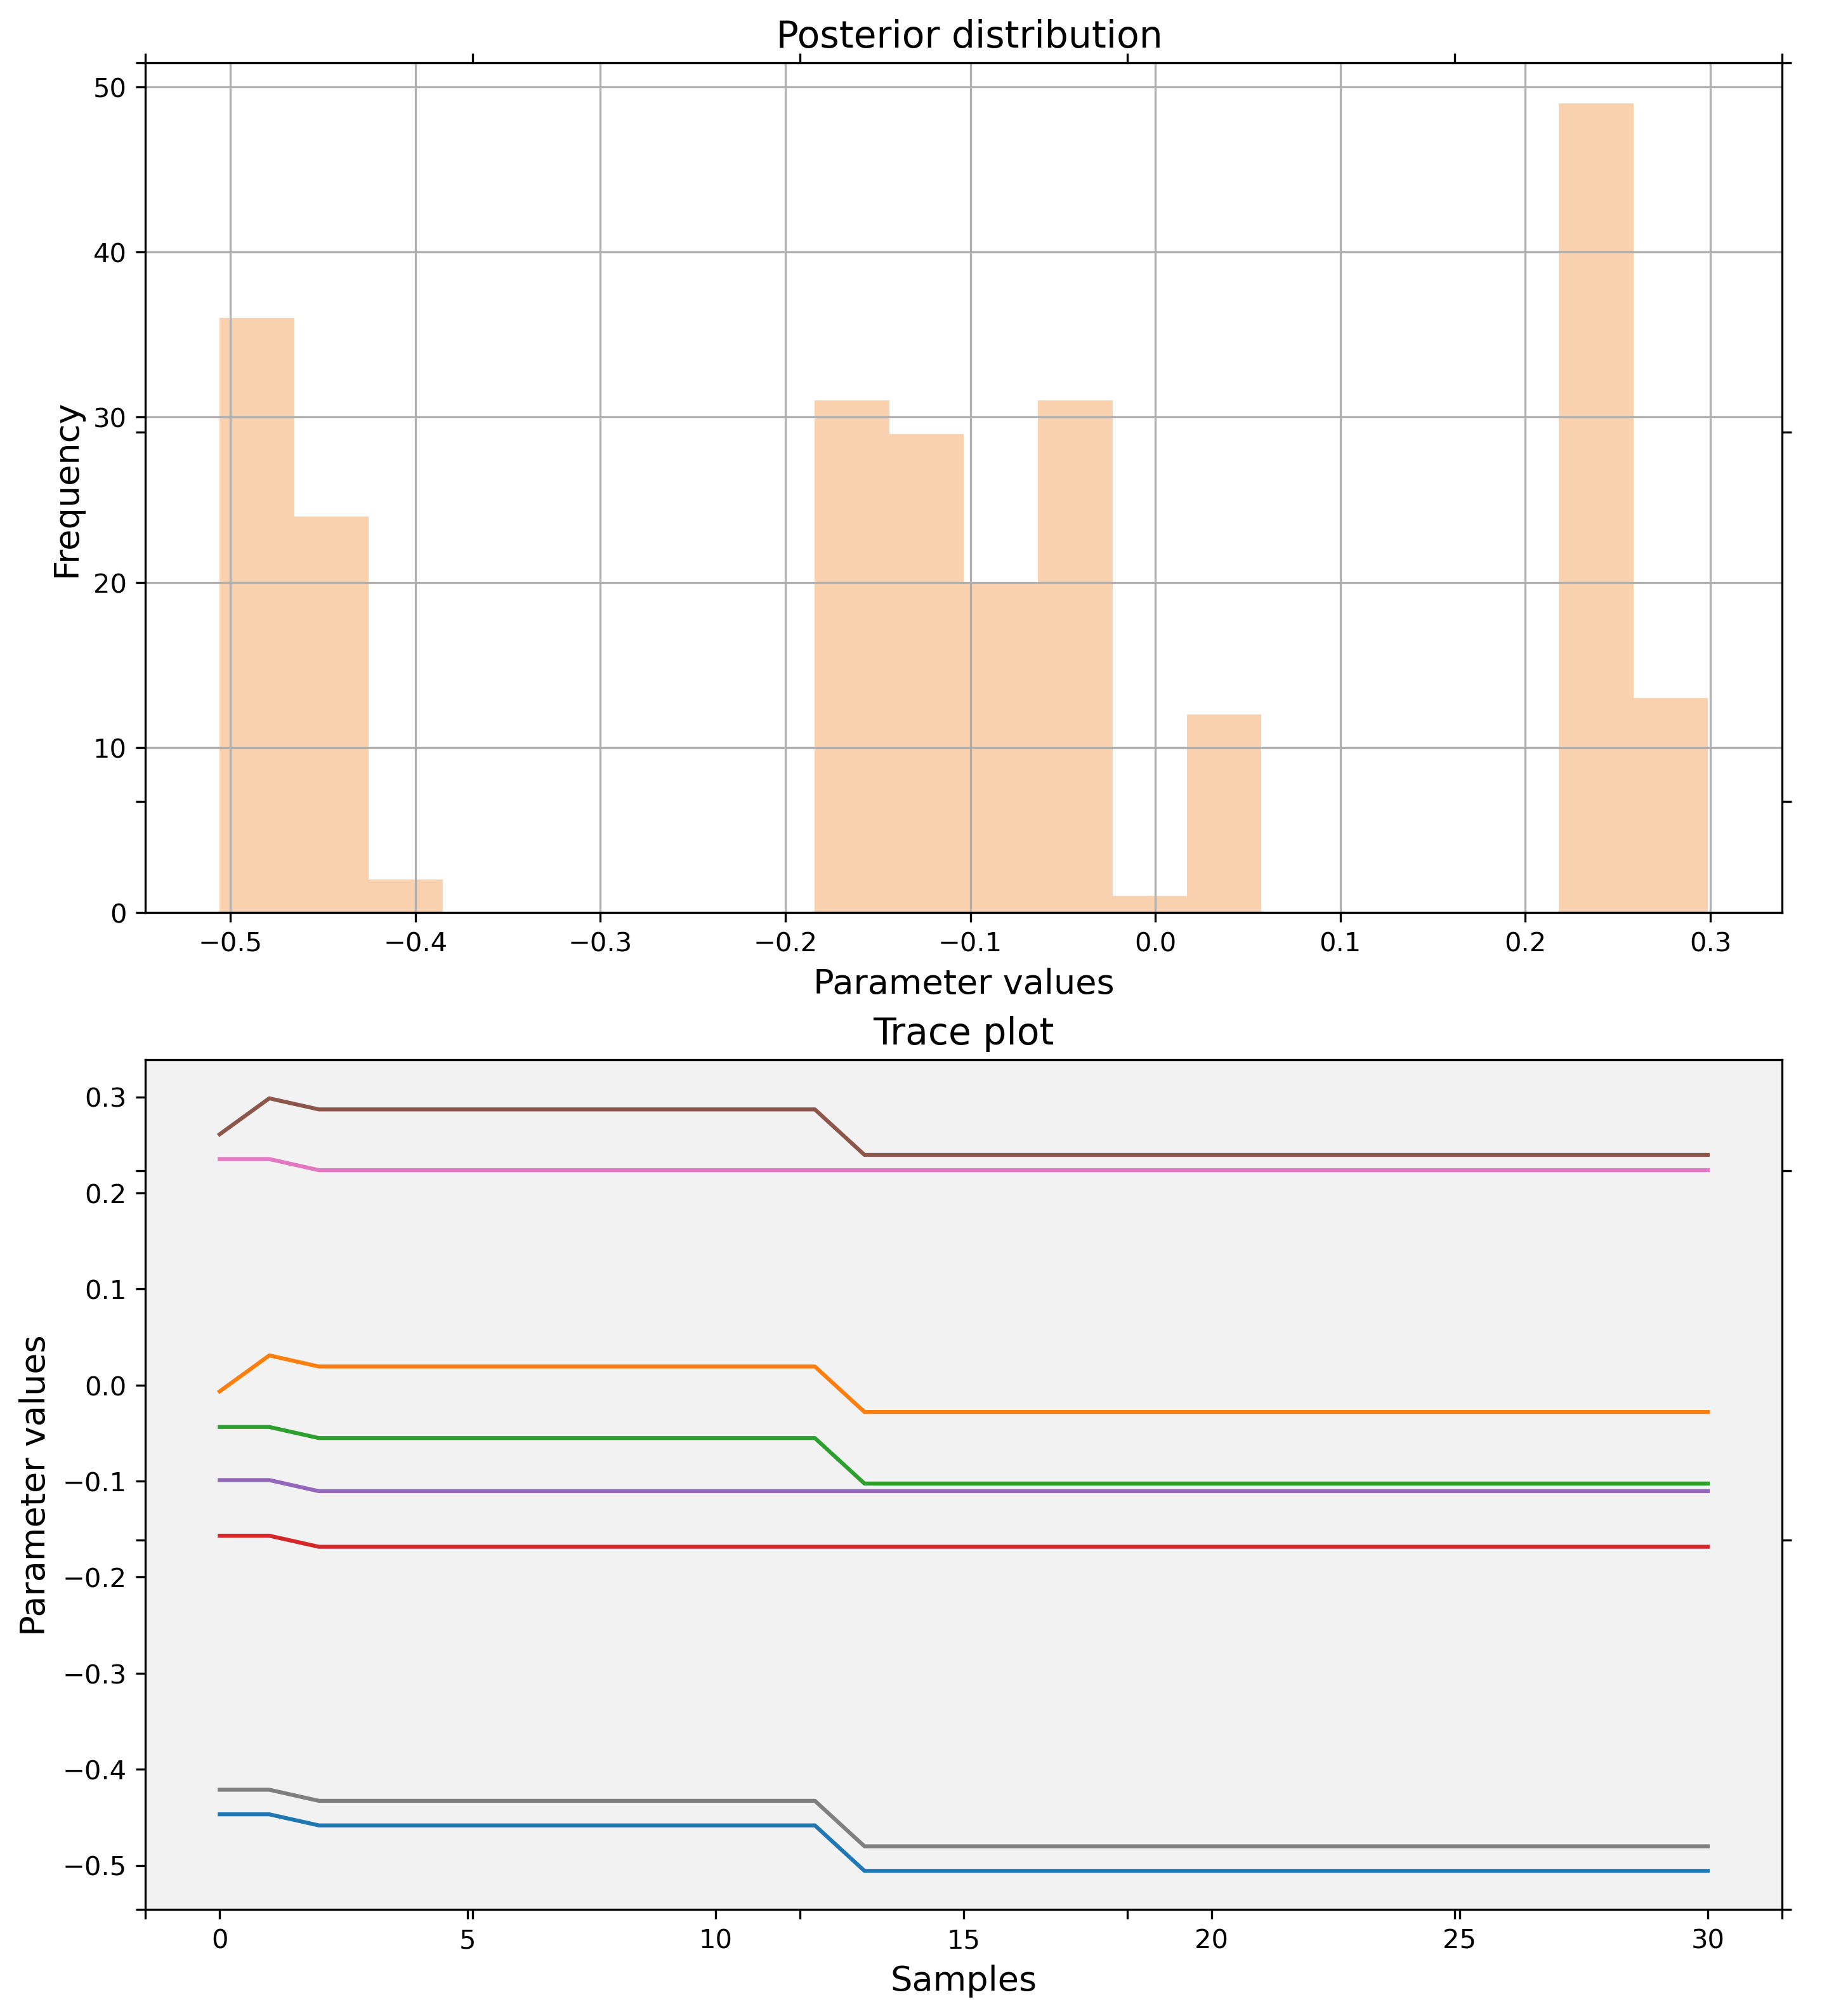 Posterior distribution
50
40
30
20
10
0
Frequency
−0.5 −0.4 −0.3 −0.2 −0.1 0.0 0.1 0.2 0.3
Parameter values
Trace plot
0.3
0.2
0.1
0.0
−0.1
−0.2
−0.3
−0.4
−0.5
Parameter values
0 5 10 15 20 25 30
Samples